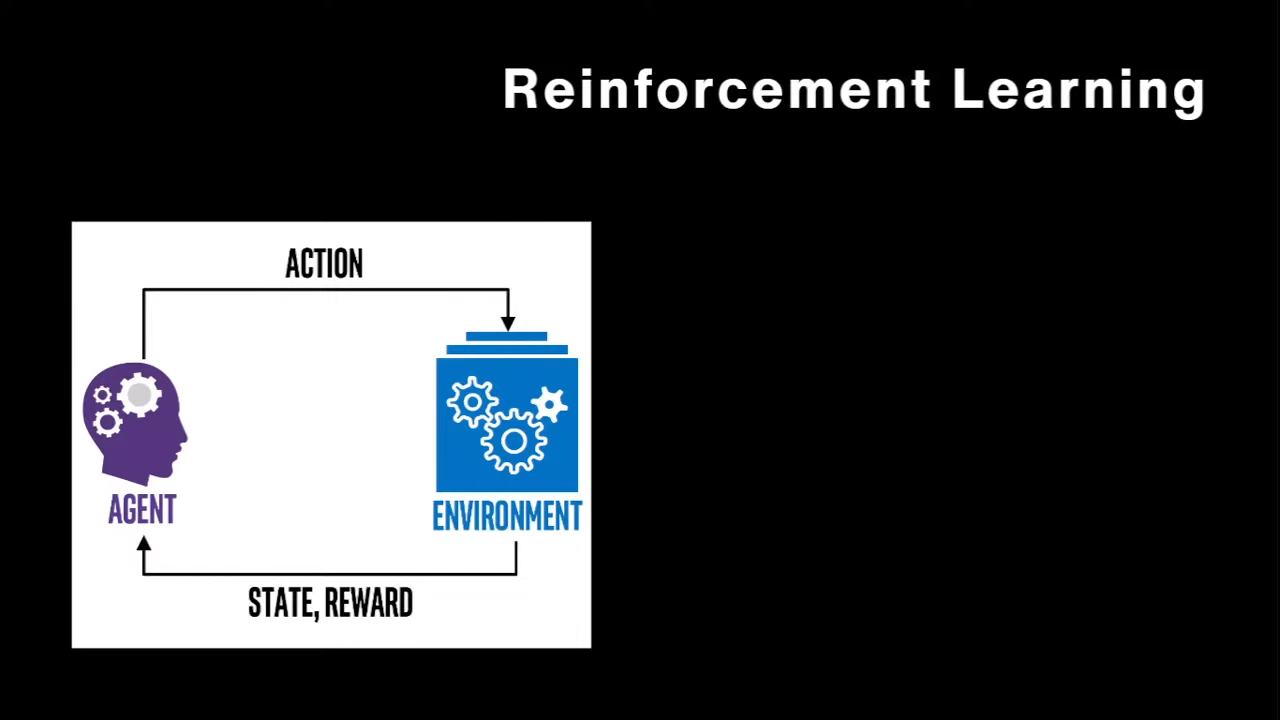 Reinforcement Learning
ACTION
AGENT
ENVIRONMENT
STATE, REWARD